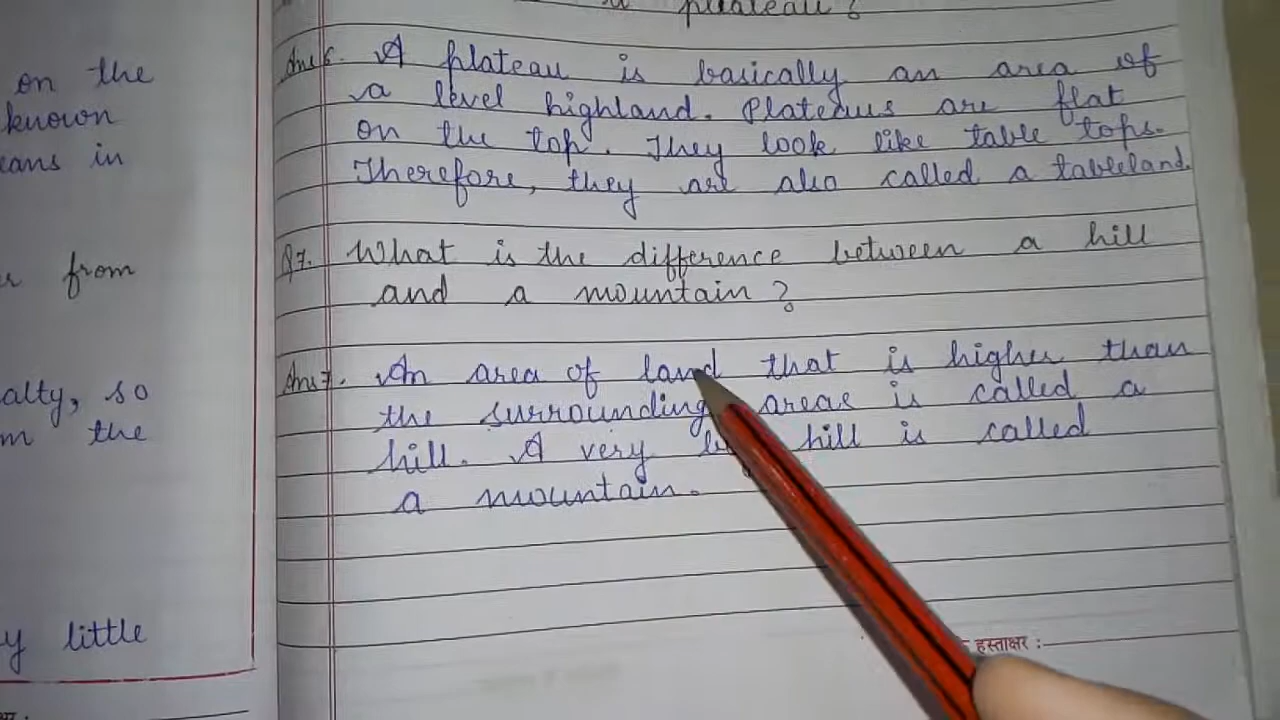 on the
known
eans in
from
alty, so
the
y little
plateau?
Ans6. A plateau is basically an area of
a level highland. Plateaus are flat
on the top. They look like table tops.
Therefore, they are also called a tableland.
Q7. What is the difference between a hill
and a mountain?
Ans7. An area of land that is higher than
the surrounding areas is called a
hill. A very hill is called
a mountain.
हस्ताक्षर :